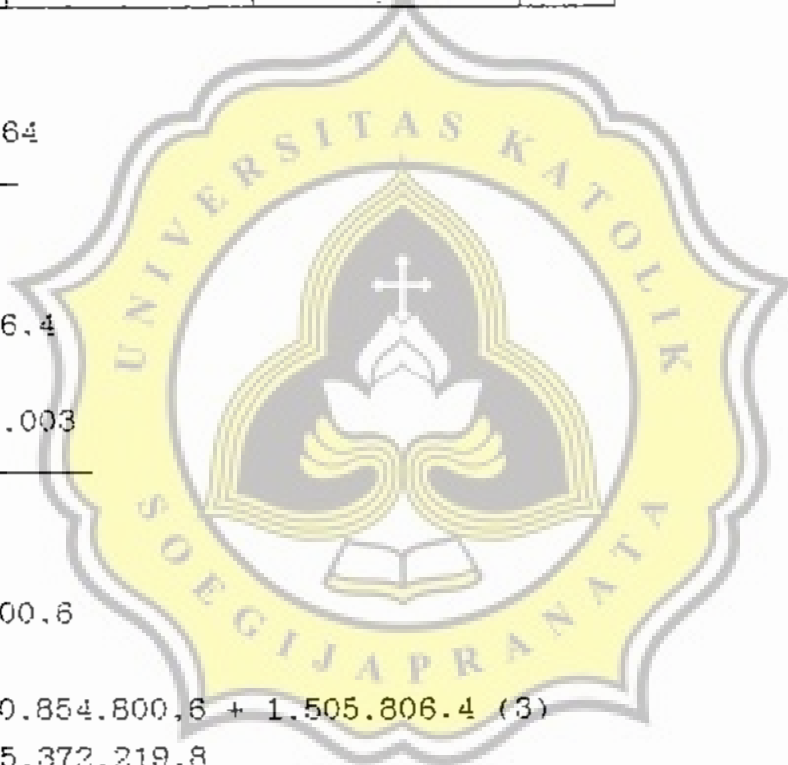 64
UNIVERSITAS KATOLIK
6.4
.003
SOEGIJAPRANATA
00.6
0.854.800,6 + 1.505.806.4 (3)
5.372.219.8